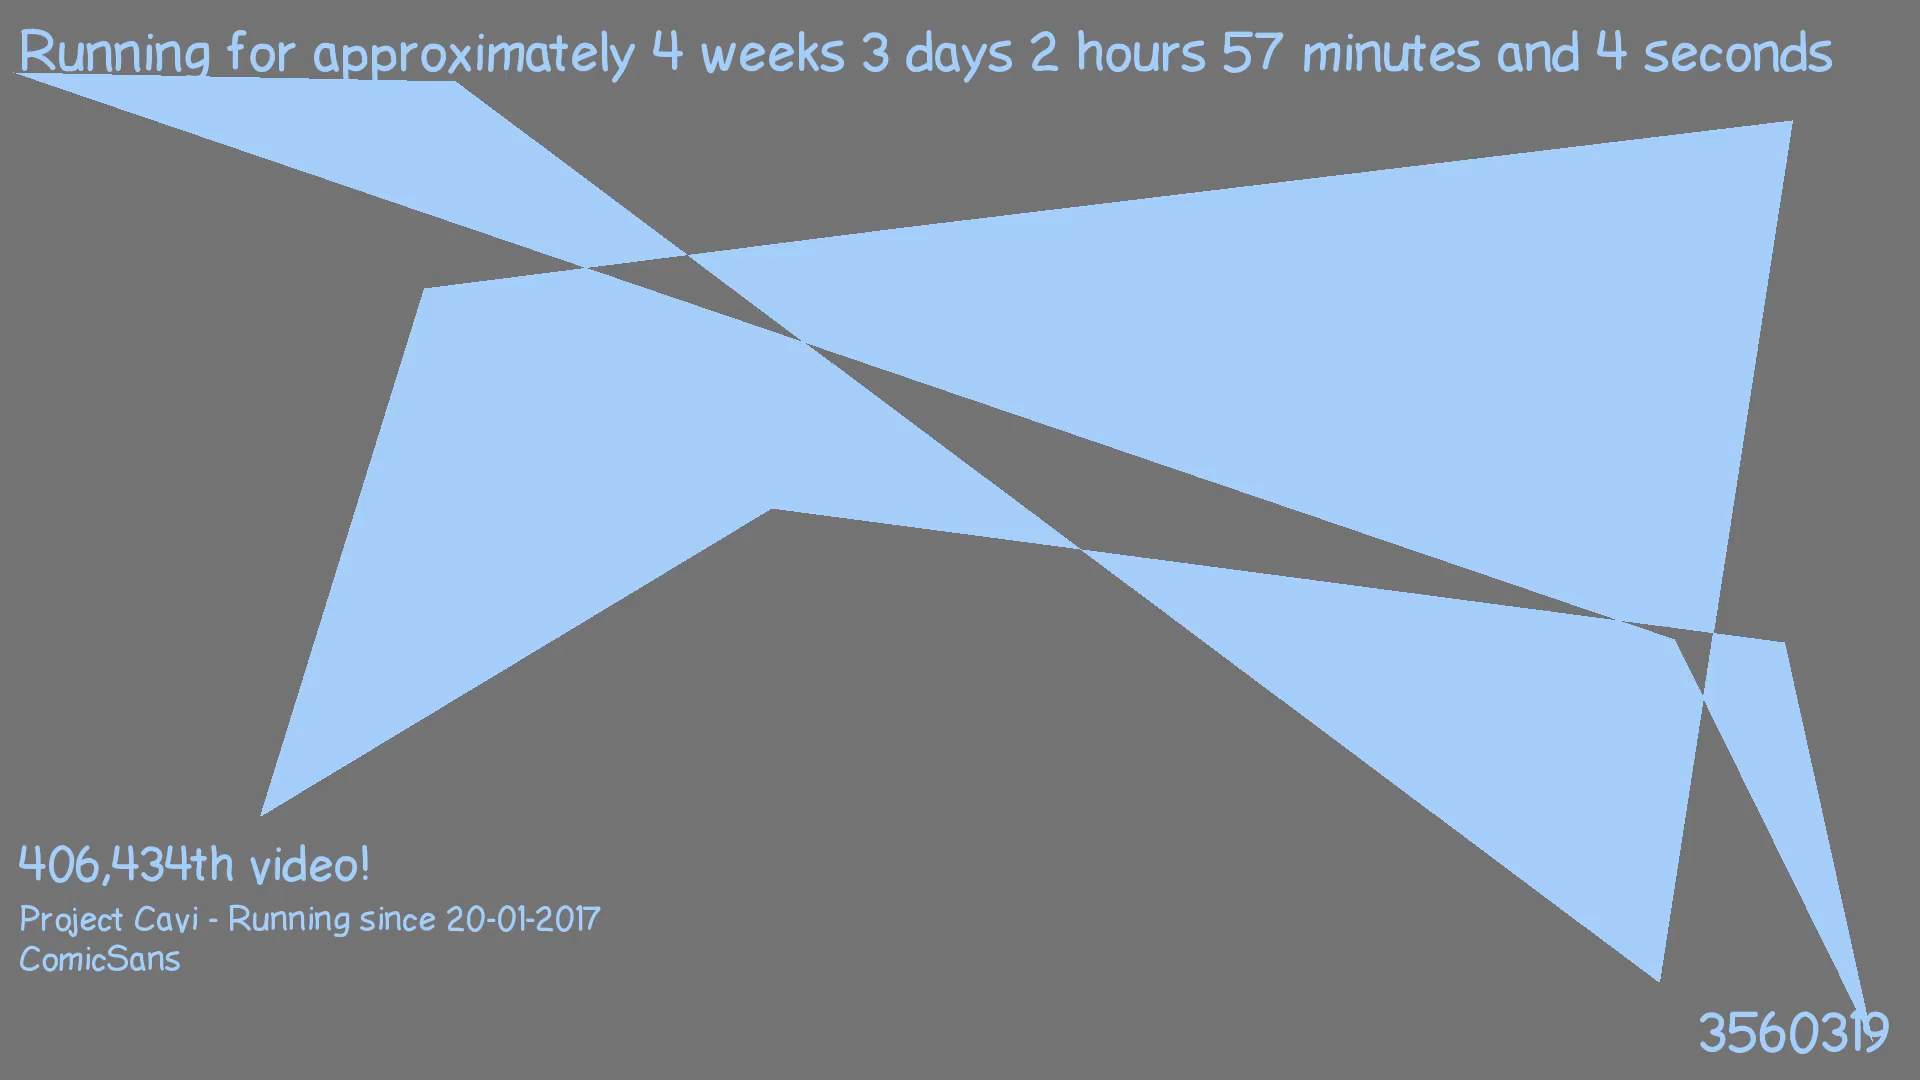 Running for approximately 4 weeks 3 days 2 hours 57 minutes and 4 seconds
406,434th video!
Project Cavi - Running since 20-01-2017
ComicSans
3560319